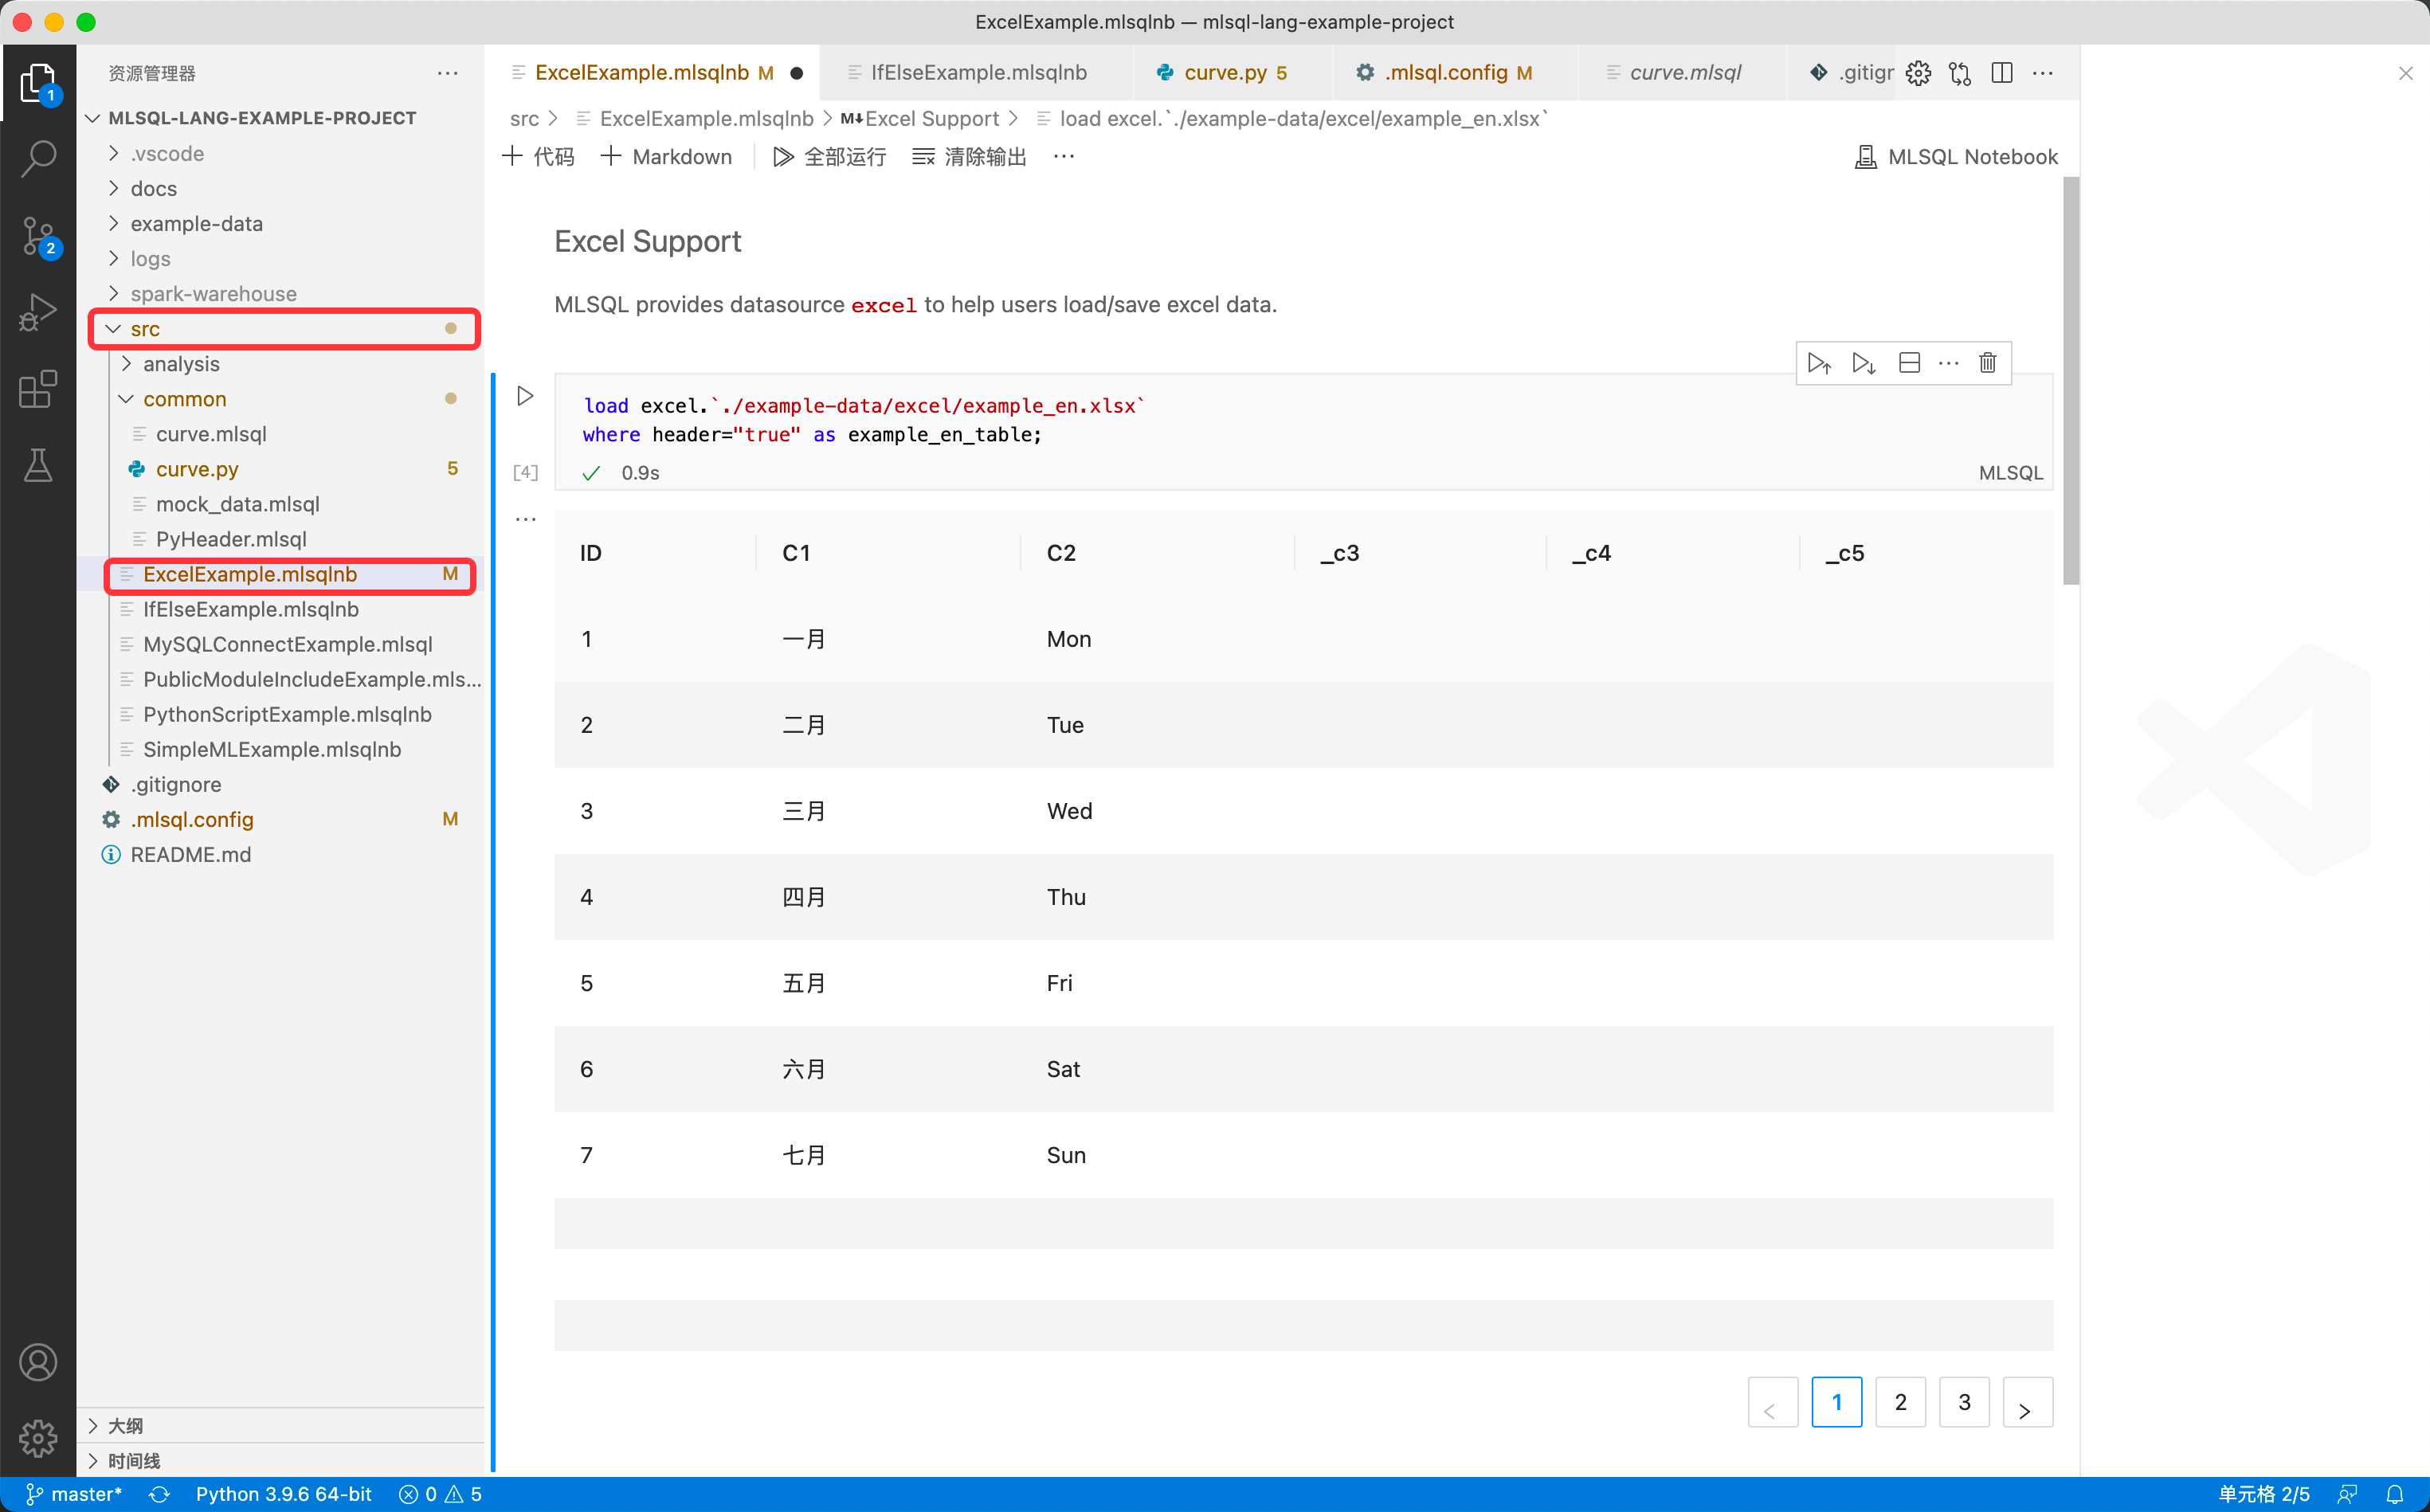 ExcelExample.mlsqlnb — mlsql-lang-example-project
资源管理器
MLSQL-LANG-EXAMPLE-PROJECT
.vscode
docs
example-data
logs
spark-warehouse
src
analysis
common
curve.mlsql
curve.py 5
mock_data.mlsql
PyHeader.mlsql
ExcelExample.mlsqlnb M
IfElseExample.mlsqlnb
MySQLConnectExample.mlsql
PublicModuleIncludeExample.mls...
PythonScriptExample.mlsqlnb
SimpleMLExample.mlsqlnb
.gitignore
.mlsql.config M
README.md
大纲
时间线
1
2
ExcelExample.mlsqlnb M IfElseExample.mlsqlnb curve.py 5 .mlsql.config M curve.mlsql .gitigr
src > ExcelExample.mlsqlnb > M↓Excel Support > load excel.`./example-data/excel/example_en.xlsx`
代码 Markdown 全部运行 清除输出 ··· MLSQL Notebook
Excel Support
MLSQL provides datasource excel to help users load/save excel data.
load excel.`./example-data/excel/example_en.xlsx`
where header="true" as example_en_table;
[4] 0.9s MLSQL
ID C1 C2 _c3 _c4 _c5
1 一月 Mon
2 二月 Tue
3 三月 Wed
4 四月 Thu
5 五月 Fri
6 六月 Sat
7 七月 Sun
< 1 2 3 >
master* Python 3.9.6 64-bit 0 5 单元格 2/5